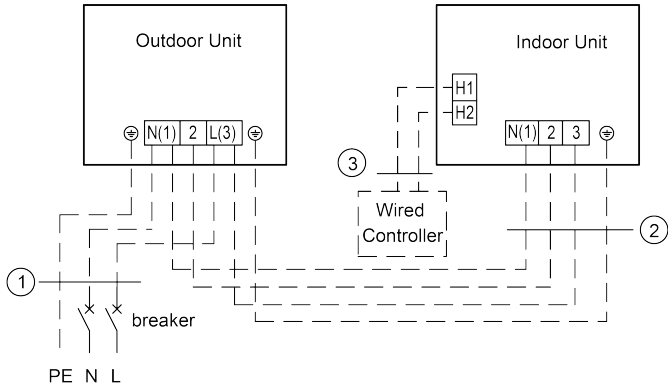 Outdoor Unit
Indoor Unit
H1
H2
N(1) 2 L(3)
N(1) 2 3
3
Wired
Controller
2
1
breaker
PE N L